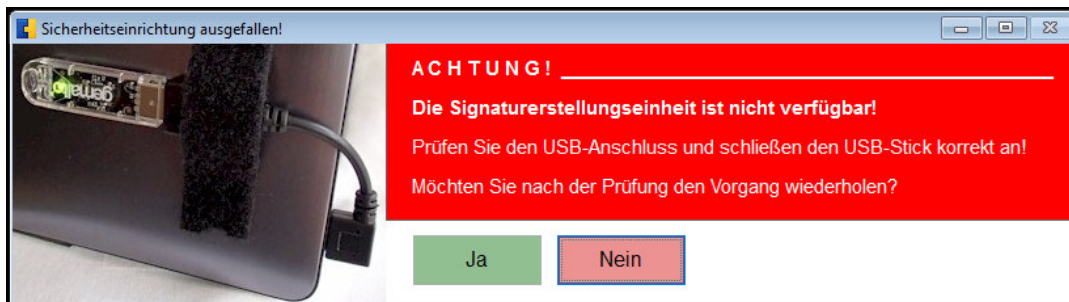 Sicherheitseinrichtung ausgefallen!
gemalto
A C H T U N G !
Die Signaturerstellungseinheit ist nicht verfügbar!
Prüfen Sie den USB-Anschluss und schließen den USB-Stick korrekt an!
Möchten Sie nach der Prüfung den Vorgang wiederholen?
Ja
Nein